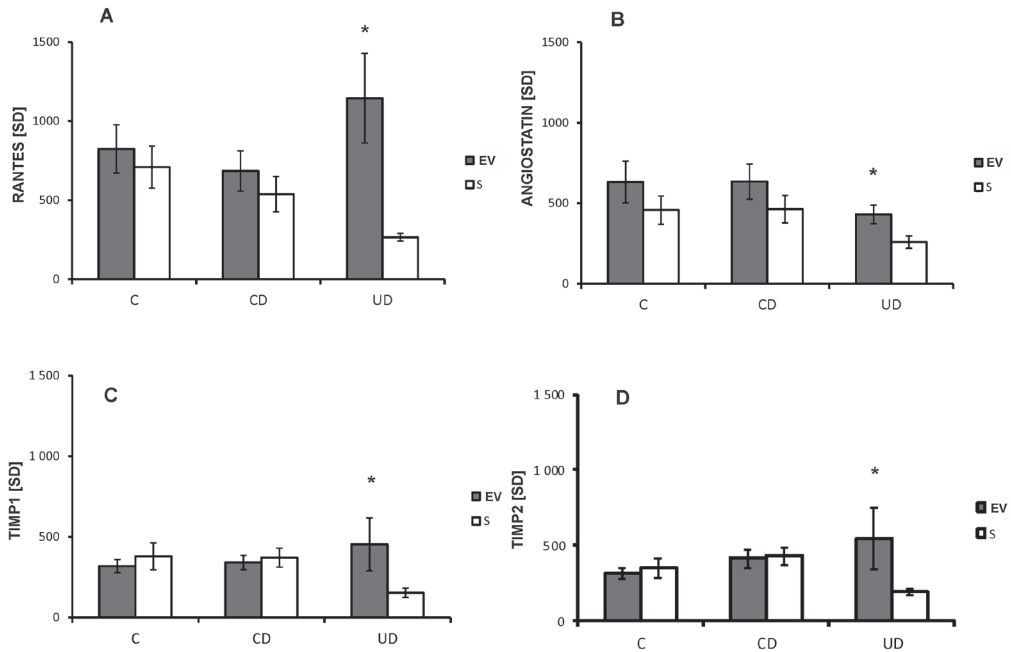 A
RANTES [SD]
1500
1000
500
0
*
C
CD
UD
EV
S
B
ANGIOSTATIN [SD]
1500
1000
500
0
*
C
CD
UD
EV
S
C
TIMP1 [SD]
1 500
1 000
500
0
*
C
CD
UD
EV
S
D
TIMP2 [SD]
1 500
1 000
500
0
*
C
CD
UD
EV
S